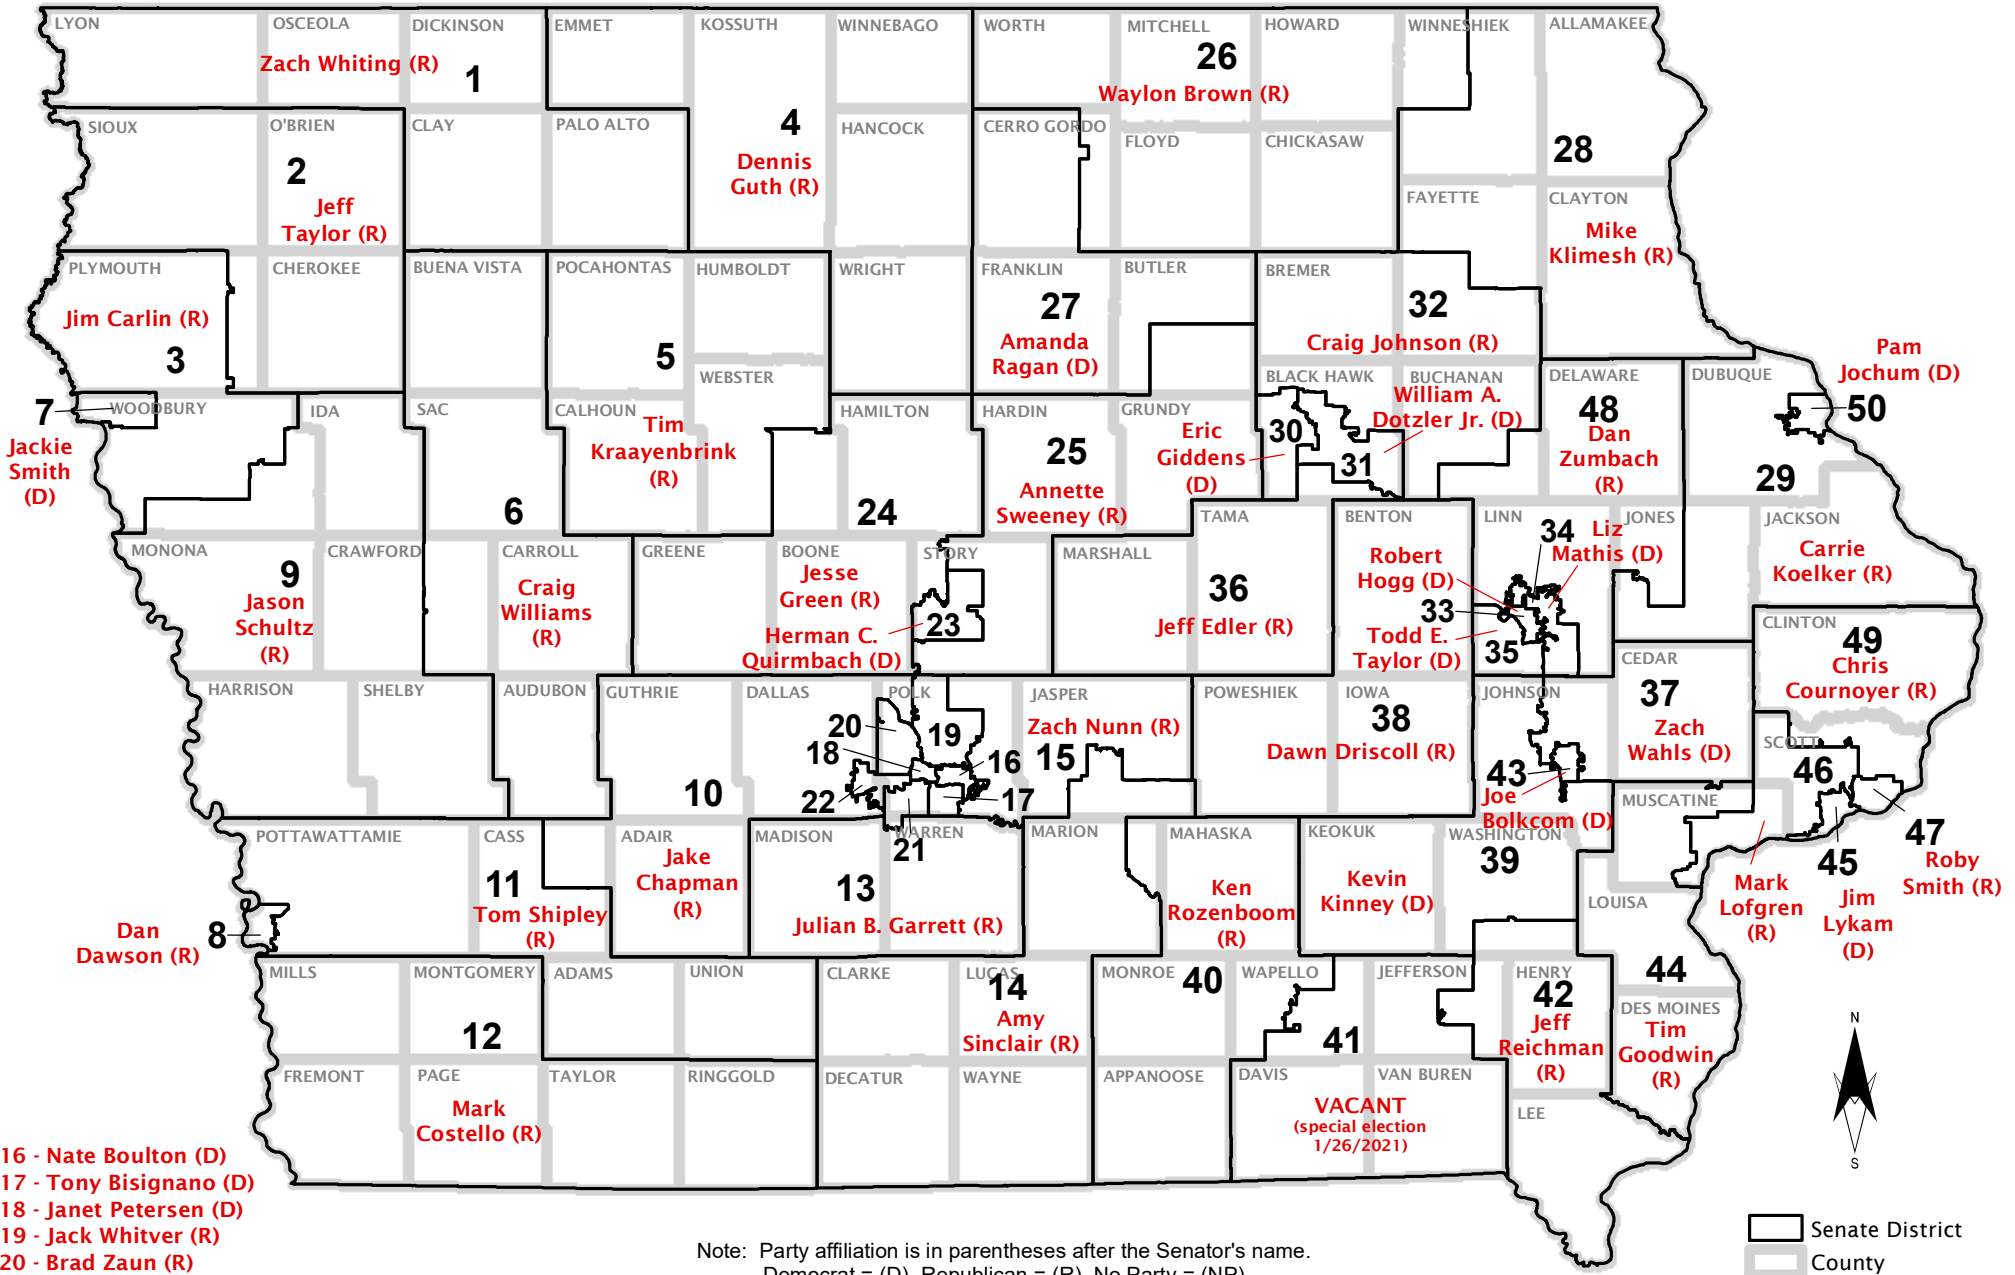 LYON
OSCEOLA
DICKINSON
EMMET
KOSSUTH
WINNEBAGO
WORTH
MITCHELL
HOWARD
WINNESHIEK
ALLAMAKEE
Zach Whiting (R)
1
26
Waylon Brown (R)
SIOUX
O'BRIEN
CLAY
PALO ALTO
4
HANCOCK
CERRO GORDO
FLOYD
CHICKASAW
28
2
Jeff
Taylor (R)
Dennis
Guth (R)
FAYETTE
CLAYTON
Mike
Klimesh (R)
PLYMOUTH
CHEROKEE
BUENA VISTA
POCAHONTAS
HUMBOLDT
WRIGHT
FRANKLIN
BUTLER
BREMER
Jim Carlin (R)
3
5
27
Amanda
Ragan (D)
32
Craig Johnson (R)
Pam
Jochum (D)
50
WEBSTER
BLACK HAWK
BUCHANAN
DELAWARE
DUBUQUE
7
Jackie
Smith
(D)
WOODBURY
IDA
SAC
CALHOUN
Tim
Kraayenbrink
(R)
HAMILTON
HARDIN
GRUNDY
William A.
Dotzler Jr. (D)
Eric
Giddens
(D)
30
31
48
Dan
Zumbach
(R)
25
Annette
Sweeney (R)
29
6
24
TAMA
BENTON
LINN
JONES
JACKSON
MONONA
CRAWFORD
CARROLL
GREENE
BOONE
STORY
MARSHALL
34
Liz
Mathis (D)
9
Jason
Schultz
(R)
Craig
Williams
(R)
Jesse
Green (R)
Herman C.
Quirmbach (D)
23
36
Jeff Edler (R)
Robert
Hogg (D)
33
Todd E.
Taylor (D)
35
Carrie
Koelker (R)
CLINTON
49
Chris
Cournoyer (R)
HARRISON
SHELBY
AUDUBON
GUTHRIE
DALLAS
POLK
JASPER
POWESHIEK
IOWA
JOHNSON
CEDAR
37
Zach
Wahls (D)
20
19
18
16
22
17
Zach Nunn (R)
15
38
Dawn Driscoll (R)
43
Joe
Bolkcom (D)
SCOTT
46
10
MUSCATINE
POTTAWATTAMIE
CASS
ADAIR
MADISON
WARREN
MARION
MAHASKA
KEOKUK
WASHINGTON
21
39
47
Roby
Smith (R)
45
Jim
Lykam
(D)
Mark
Lofgren
(R)
11
Tom Shipley
(R)
Jake
Chapman
(R)
13
Julian B. Garrett (R)
Ken
Rozenboom
(R)
Kevin
Kinney (D)
LOUISA
Dan
Dawson (R)
8
MILLS
MONTGOMERY
ADAMS
UNION
CLARKE
LUCAS
MONROE
WAPELLO
JEFFERSON
HENRY
44
12
14
Amy
Sinclair (R)
40
41
42
Jeff
Reichman
(R)
DES MOINES
Tim
Goodwin
(R)
FREMONT
PAGE
TAYLOR
RINGGOLD
DECATUR
WAYNE
APPANOOSE
DAVIS
VAN BUREN
LEE
Mark
Costello (R)
VACANT
(special election
1/26/2021)
N
S
16 - Nate Boulton (D)
17 - Tony Bisignano (D)
18 - Janet Petersen (D)
19 - Jack Whitver (R)
20 - Brad Zaun (R)
Note: Party affiliation is in parentheses after the Senator's name.
Democrat = (D), Republican = (R), No Party = (NP)
Senate District
County